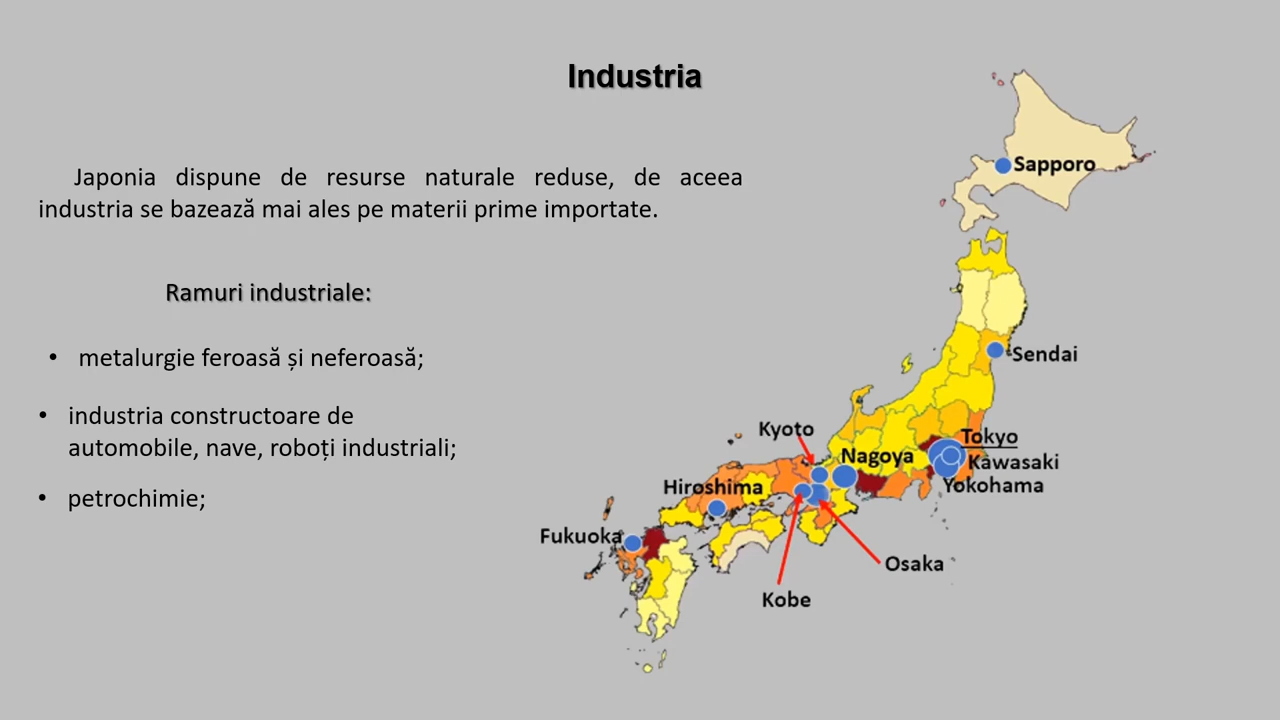 Industria
Japonia dispune de resurse naturale reduse, de aceea
industria se bazează mai ales pe materii prime importate.
Ramuri industriale:
• metalurgie feroasă și neferoasă;
• industria constructoare de
automobile, nave, roboți industriali;
• petrochimie;
Sapporo
Sendai
Kyoto
Tokyo
Nagoya
Kawasaki
Yokohama
Hiroshima
Fukuoka
Osaka
Kobe